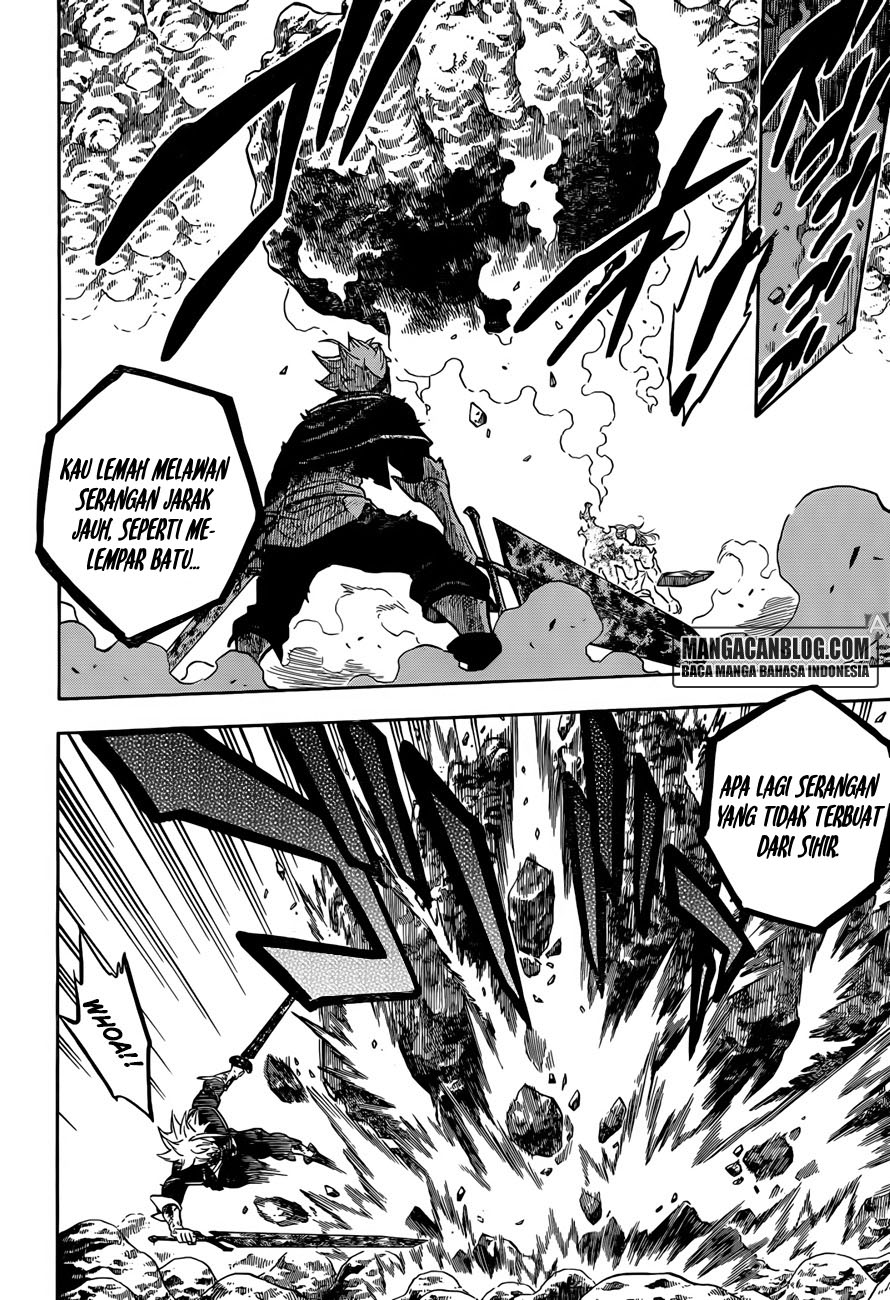 KAU LEMAH MELAWAN
SERANGAN JARAK
JAUH, SEPERTI ME-
LEMPAR BATU...
MANGACANBLOG.COM
BACA MANGA BAHASA INDONESIA
APA LAGI SERANGAN
YANG TIDAK TERBUAT
DARI SIHIR.
WHOA!!